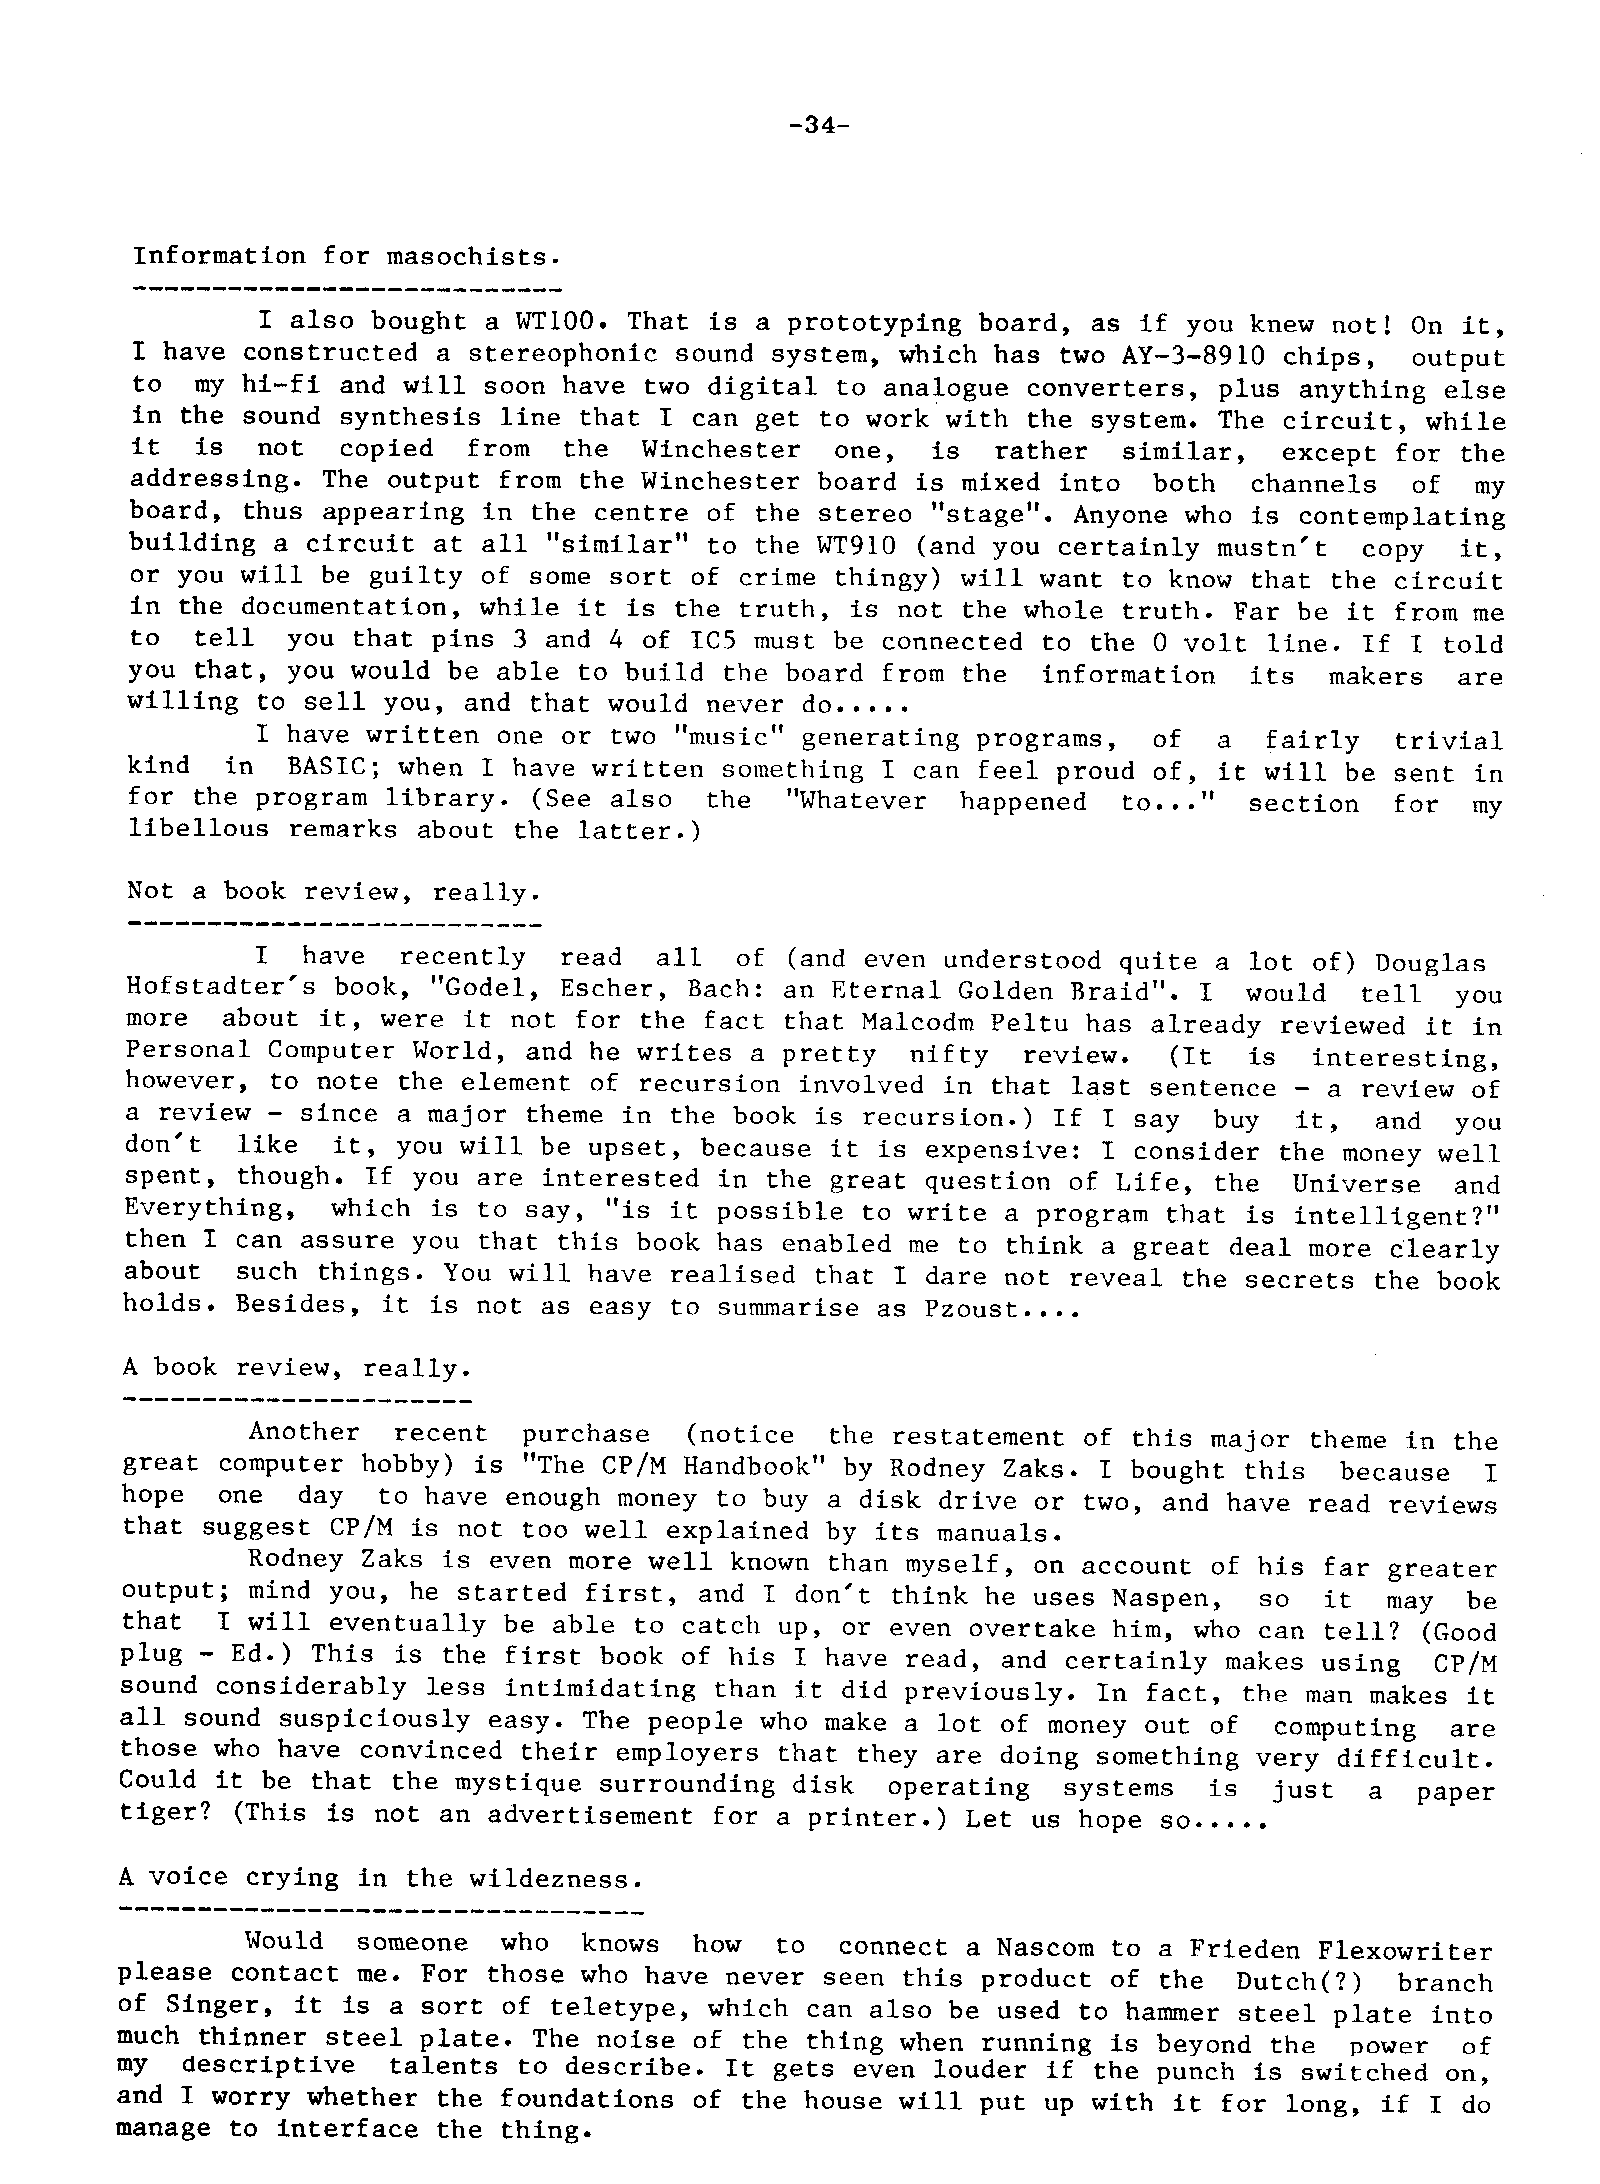 -34-
Information for masochists.
---------------------------
I also bought a WT100. That is a prototyping board, as if you knew not! On it,
I have constructed a stereophonic sound system, which has two AY-3-8910 chips, output
to my hi-fi and will soon have two digital to analogue converters, plus anything else
in the sound synthesis line that I can get to work with the system. The circuit, while
it is not copied from the Winchester one, is rather similar, except for the
addressing. The output from the Winchester board is mixed into both channels of my
board, thus appearing in the centre of the stereo "stage". Anyone who is contemplating
building a circuit at all "similar" to the WT910 (and you certainly mustn't copy it,
or you will be guilty of some sort of crime thingy) will want to know that the circuit
in the documentation, while it is the truth, is not the whole truth. Far be it from me
to tell you that pins 3 and 4 of IC5 must be connected to the 0 volt line. If I told
you that, you would be able to build the board from the information its makers are
willing to sell you, and that would never do.....
I have written one or two "music" generating programs, of a fairly trivial
kind in BASIC; when I have written something I can feel proud of, it will be sent in
for the program library. (See also the "Whatever happened to..." section for my
libellous remarks about the latter.)
Not a book review, really.
--------------------------
I have recently read all of (and even understood quite a lot of) Douglas
Hofstadter's book, "Godel, Escher, Bach: an Eternal Golden Braid". I would tell you
more about it, were it not for the fact that Malcodm Peltu has already reviewed it in
Personal Computer World, and he writes a pretty nifty review. (It is interesting,
however, to note the element of recursion involved in that last sentence - a review of
a review - since a major theme in the book is recursion.) If I say buy it, and you
don't like it, you will be upset, because it is expensive: I consider the money well
spent, though. If you are interested in the great question of Life, the Universe and
Everything, which is to say, "is it possible to write a program that is intelligent?"
then I can assure you that this book has enabled me to think a great deal more clearly
about such things. You will have realised that I dare not reveal the secrets the book
holds. Besides, it is not as easy to summarise as Pzoust....
A book review, really.
----------------------
Another recent purchase (notice the restatement of this major theme in the
great computer hobby) is "The CP/M Handbook" by Rodney Zaks. I bought this because I
hope one day to have enough money to buy a disk drive or two, and have read reviews
that suggest CP/M is not too well explained by its manuals.
Rodney Zaks is even more well known than myself, on account of his far greater
output; mind you, he started first, and I don't think he uses Naspen, so it may be
that I will eventually be able to catch up, or even overtake him, who can tell? (Good
plug - Ed.) This is the first book of his I have read, and certainly makes using CP/M
sound considerably less intimidating than it did previously. In fact, the man makes it
all sound suspiciously easy. The people who make a lot of money out of computing are
those who have convinced their employers that they are doing something very difficult.
Could it be that the mystique surrounding disk operating systems is just a paper
tiger? (This is not an advertisement for a printer.) Let us hope so.....
A voice crying in the wildezness.
---------------------------------
Would someone who knows how to connect a Nascom to a Frieden Flexowriter
please contact me. For those who have never seen this product of the Dutch(?) branch
of Singer, it is a sort of teletype, which can also be used to hammer steel plate into
much thinner steel plate. The noise of the thing when running is beyond the power of
my descriptive talents to describe. It gets even louder if the punch is switched on,
and I worry whether the foundations of the house will put up with it for long, if I do
manage to interface the thing.